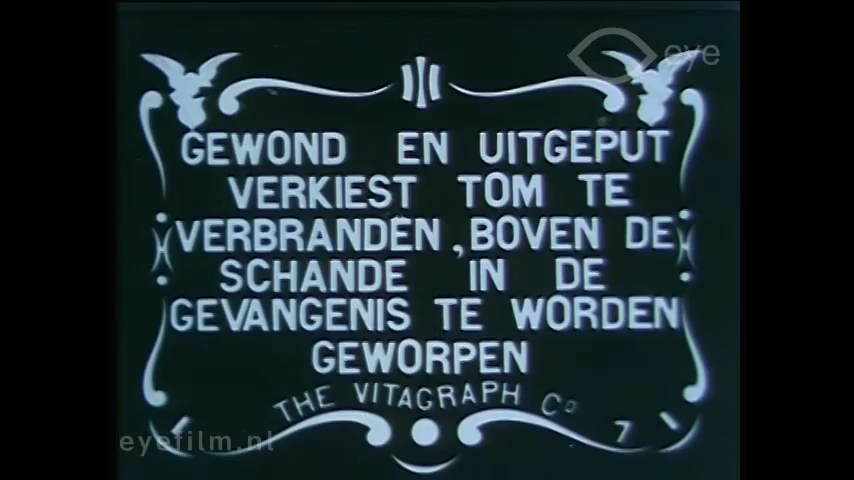 eye
GEWOND EN UITGEPUT
VERKIEST TOM TE
VERBRANDEN, BOVEN DE
SCHANDE IN DE
GEVANGENIS TE WORDEN
GEWORPEN
THE VITAGRAPH Co
7 1
eyefilm.nl